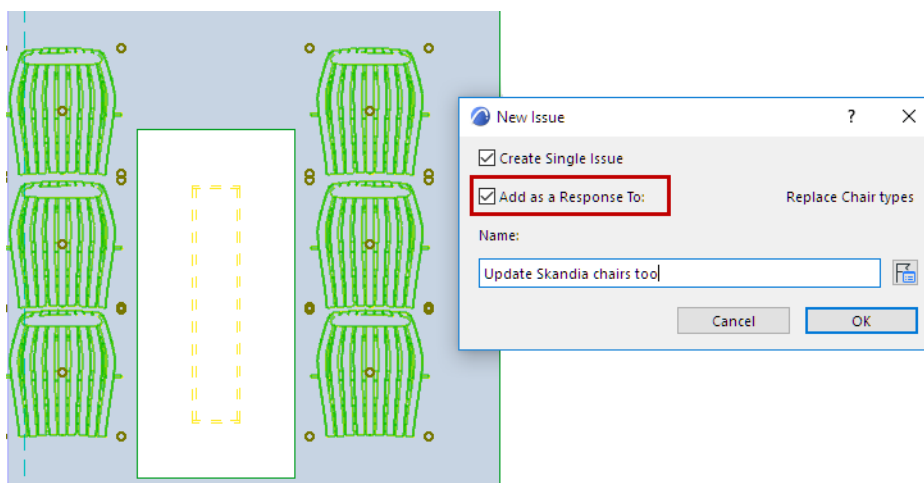 New Issue
?
Create Single Issue
Add as a Response To:
Replace Chair types
Name:
Update Skandia chairs too
Cancel
OK